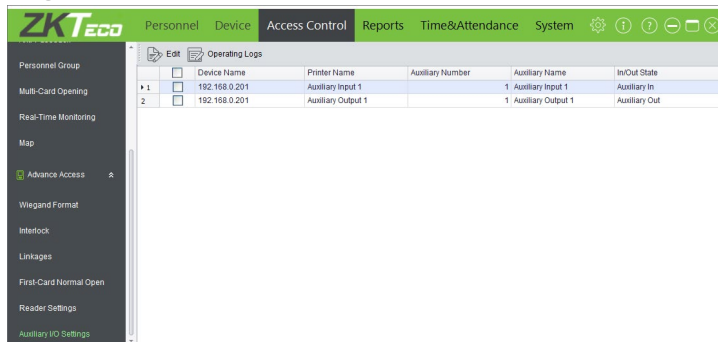 ZKTECO
Personnel Device Access Control Reports Time&Attendance System
Edit Operating Logs
Personnel Group
Multi-Card Opening
Real-Time Monitoring
Map
Advance Access
Wiegand Format
Interlock
Linkages
First-Card Normal Open
Reader Settings
Auxiliary I/O Settings
Device Name Printer Name Auxiliary Number Auxiliary Name In/Out State
1 192.168.0.201 Auxiliary Input 1 1 Auxiliary Input 1 Auxiliary In
2 192.168.0.201 Auxiliary Output 1 1 Auxiliary Output 1 Auxiliary Out